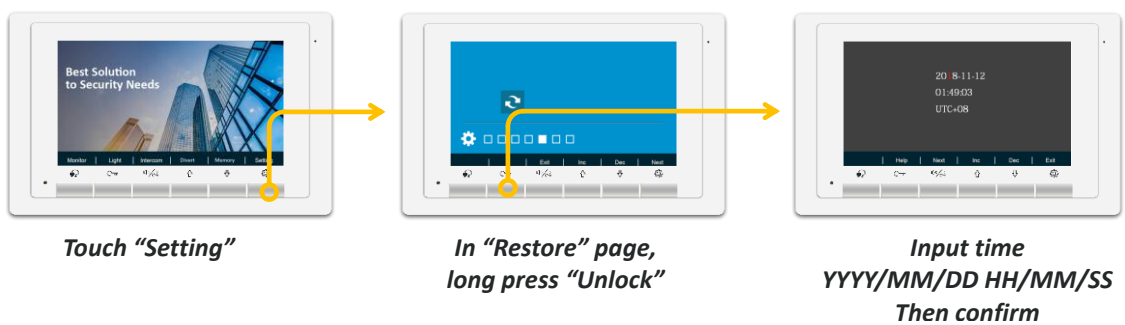 Best Solution
to Security Needs
Monitor | Light | Intercom | Divert | Memory | Setting
Touch “Setting”
| | Exit | Inc | Dec | Next
In “Restore” page,
long press “Unlock”
2018-11-12
01:49:03
UTC+08
| Help | Next | Inc | Dec | Exit
Input time
YYYY/MM/DD HH/MM/SS
Then confirm